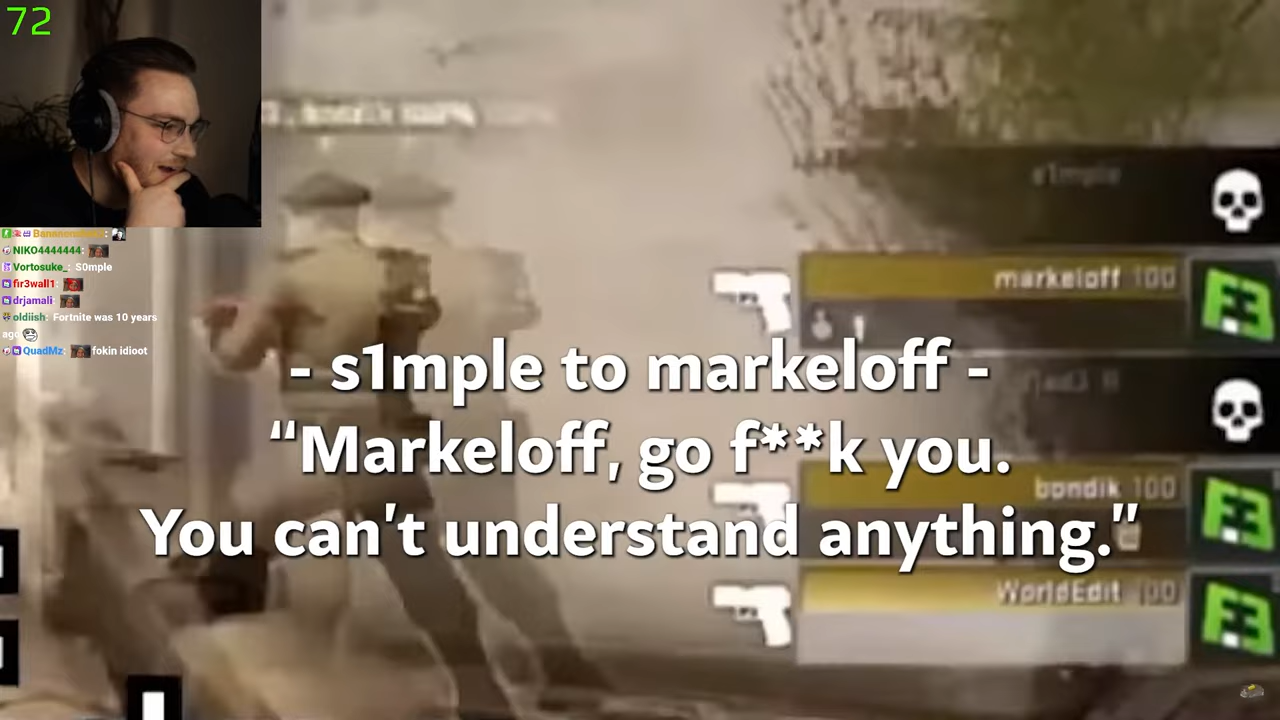 72
NIKO4444444:
Vortosuke_: S0mple
fir3wall1:
drjamali:
oldiish: Fortnite was 10 years
ago
QuadMz: fokin idioot
s1mple
markeloff 100
- s1mple to markeloff -
“Markeloff, go f**k you.
You can't understand anything."
bondik 100
WorldEdit 100